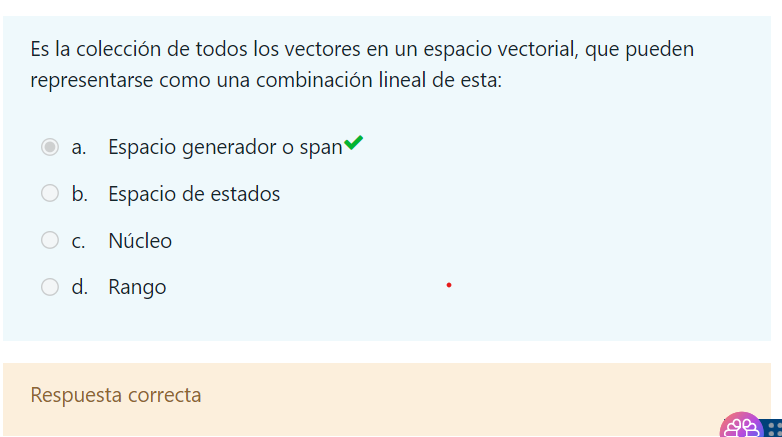 Es la colección de todos los vectores en un espacio vectorial, que pueden
representarse como una combinación lineal de esta:
a. Espacio generador o span
b. Espacio de estados
c. Núcleo
d. Rango
Respuesta correcta